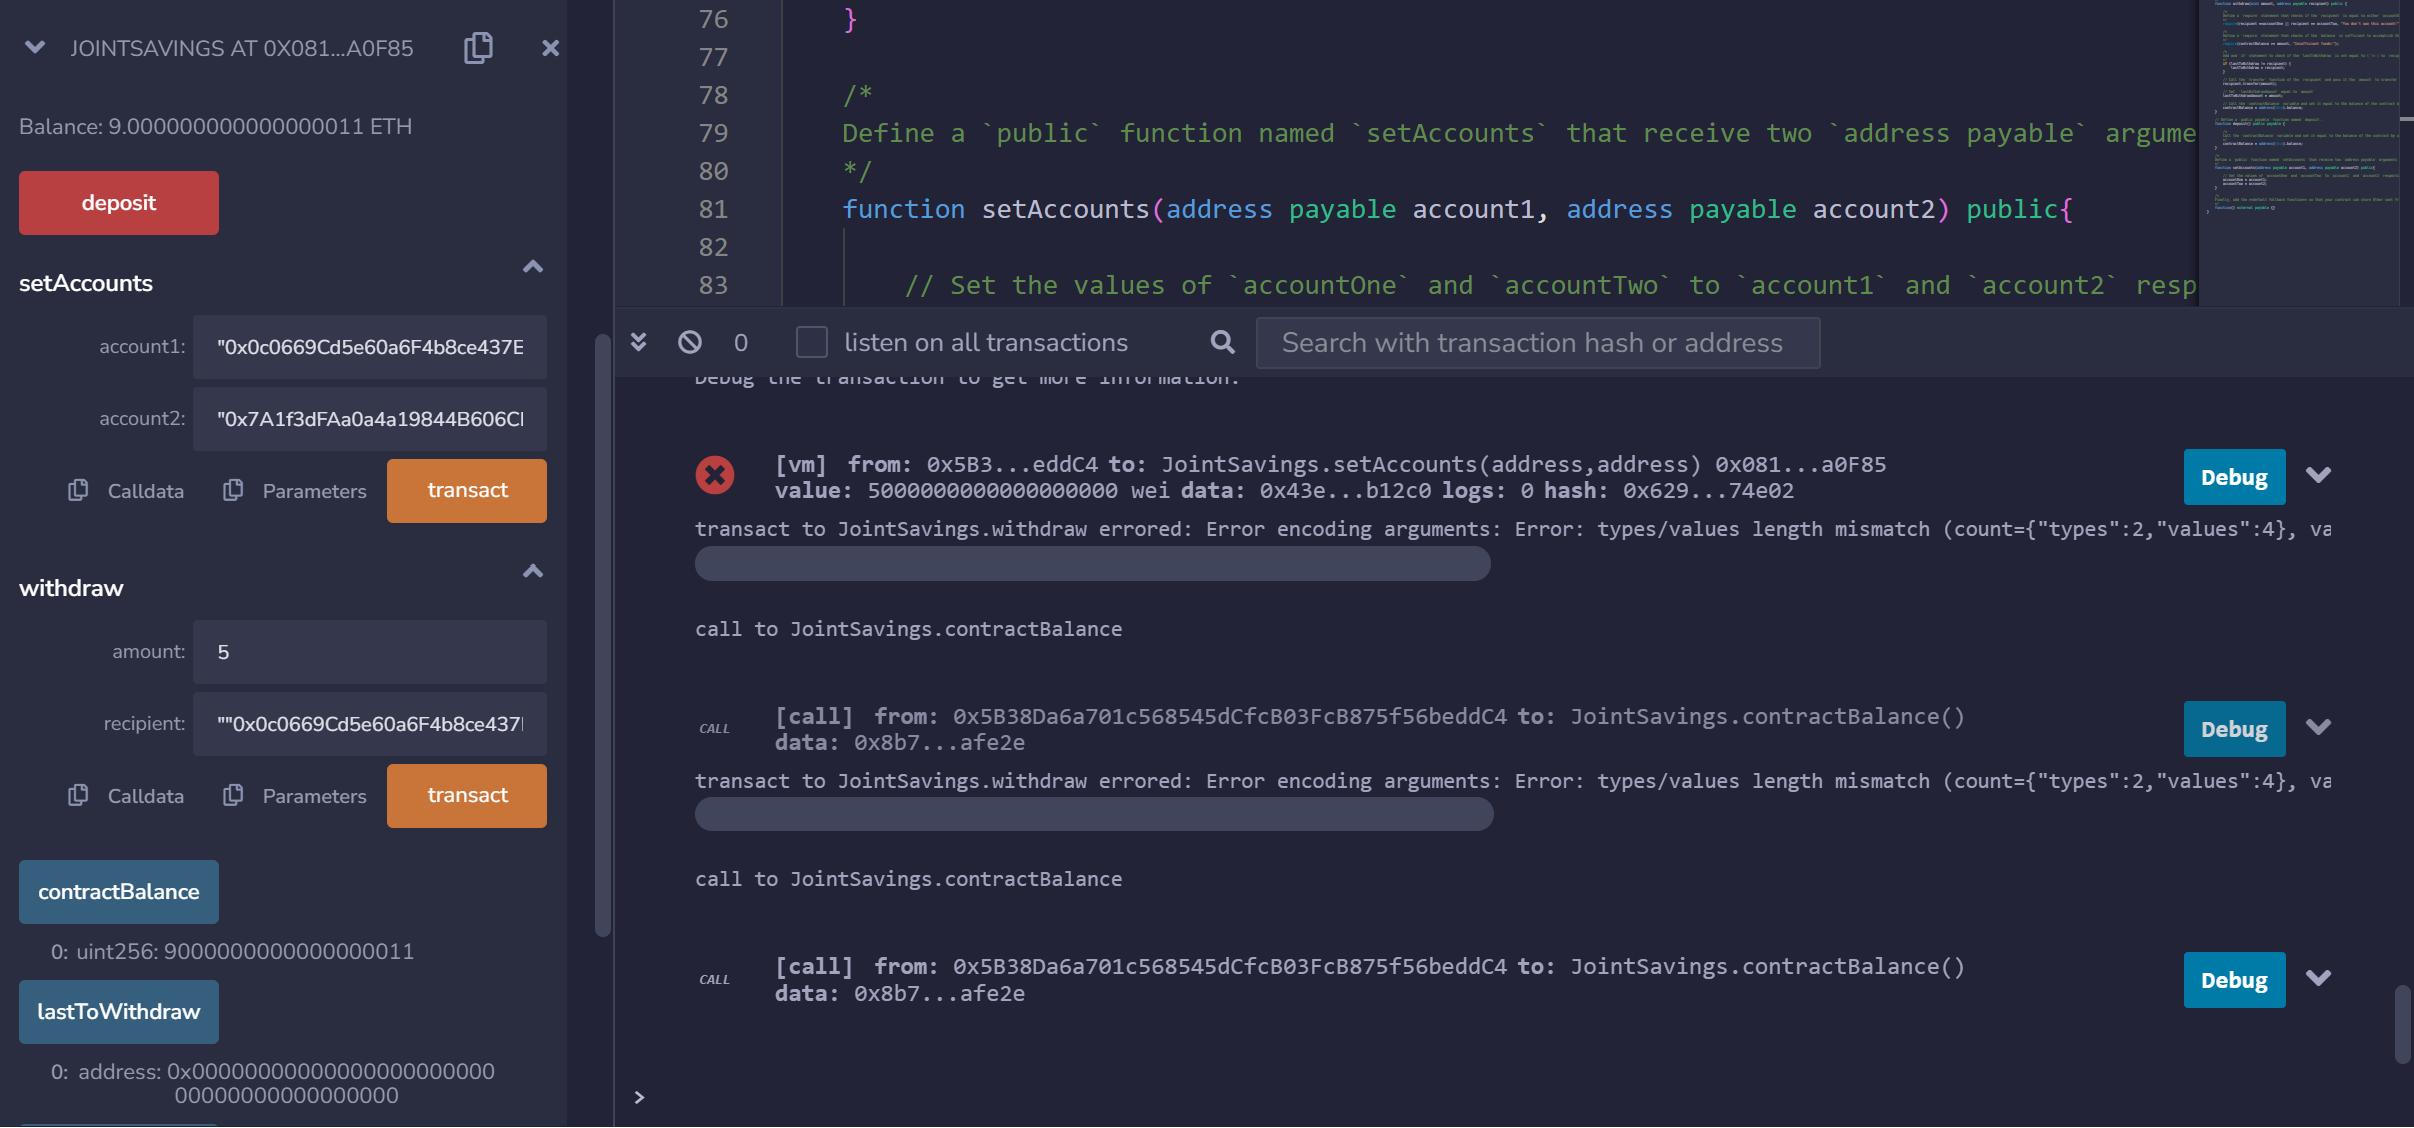 JOINTSAVINGS AT 0X081...A0F85
Balance: 9.000000000000000011 ETH
deposit
setAccounts
account1: "0x0c0669Cd5e60a6F4b8ce437E
account2: "0x7A1f3dFAa0a4a19844B606CI
Calldata Parameters transact
withdraw
amount: 5
recipient: ""0x0c0669Cd5e60a6F4b8ce437I
Calldata Parameters transact
contractBalance
0: uint256: 9000000000000000011
lastToWithdraw
0: address: 0x00000000000000000000000
00000000000000000
76 }
77
78 /*
79 Define a `public` function named `setAccounts` that receive two `address payable` argume
80 */
81 function setAccounts(address payable account1, address payable account2) public{
82
83 // Set the values of `accountOne` and `accountTwo` to `account1` and `account2` resp
0 listen on all transactions Search with transaction hash or address
Debug the transaction to get more information.
[vm] from: 0x5B3...eddC4 to: JointSavings.setAccounts(address,address) 0x081...a0F85
value: 5000000000000000000 wei data: 0x43e...b12c0 logs: 0 hash: 0x629...74e02
Debug
transact to JointSavings.withdraw errored: Error encoding arguments: Error: types/values length mismatch (count={"types":2,"values":4}, va
call to JointSavings.contractBalance
CALL [call] from: 0x5B38Da6a701c568545dCfcB03FcB875f56beddC4 to: JointSavings.contractBalance()
data: 0x8b7...afe2e
Debug
transact to JointSavings.withdraw errored: Error encoding arguments: Error: types/values length mismatch (count={"types":2,"values":4}, va
call to JointSavings.contractBalance
CALL [call] from: 0x5B38Da6a701c568545dCfcB03FcB875f56beddC4 to: JointSavings.contractBalance()
data: 0x8b7...afe2e
Debug
>